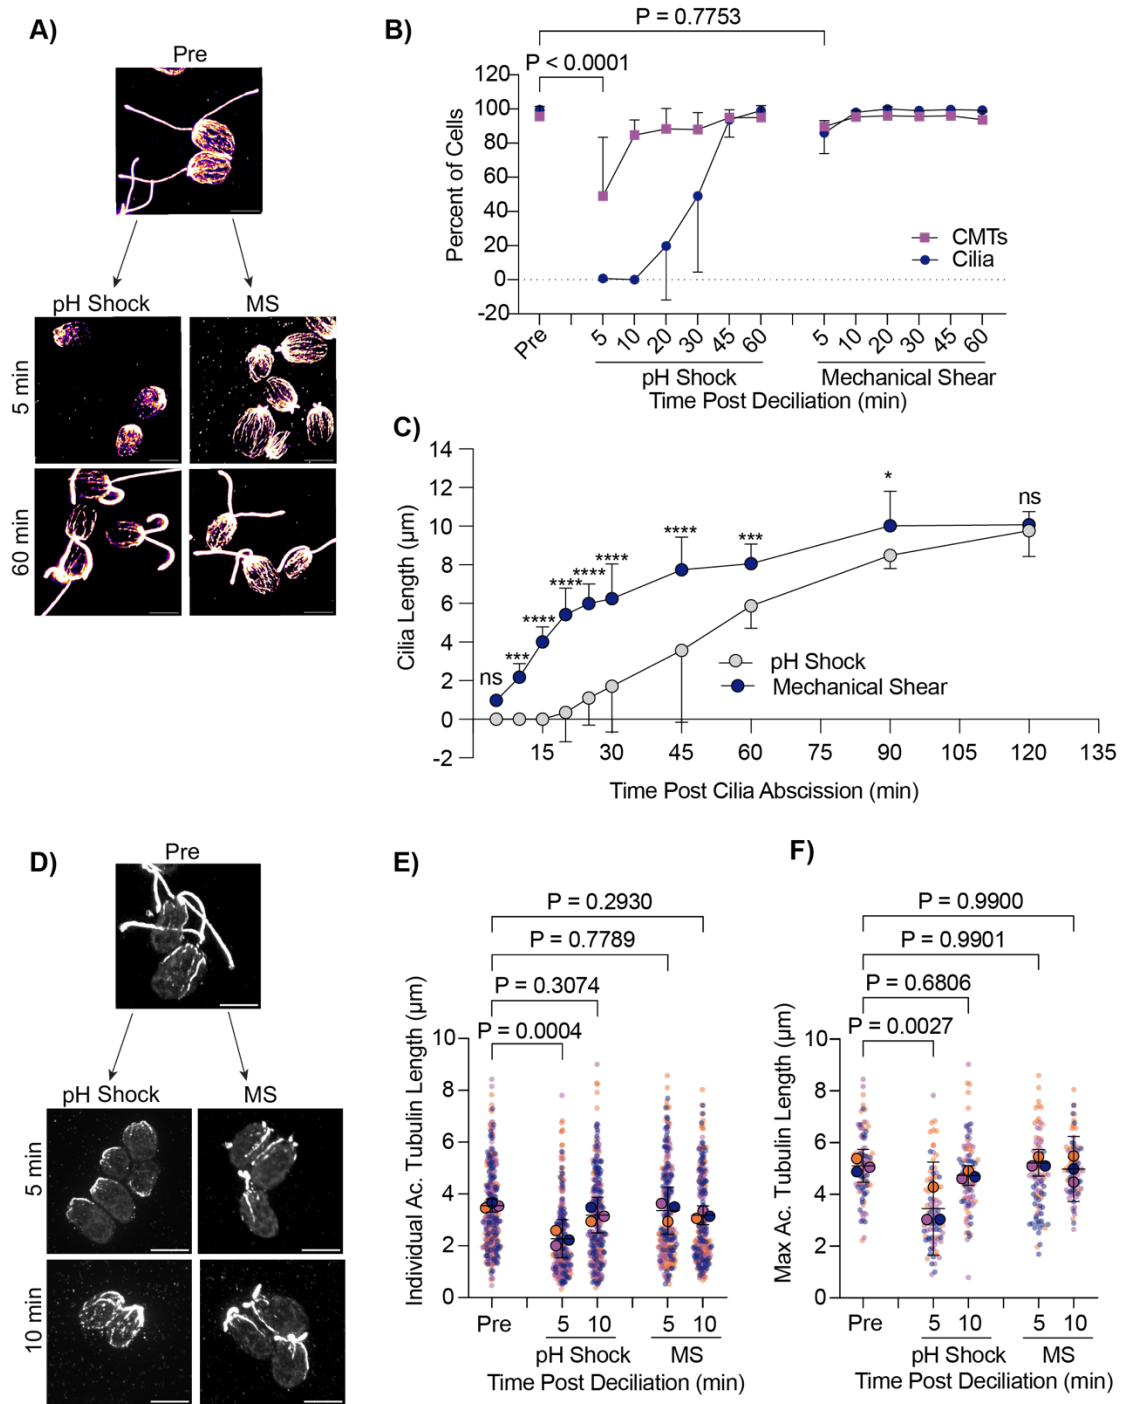 A)
Pre
pH Shock
MS
5 min
60 min
B)
P = 0.7753
P < 0.0001
120
100
80
60
40
20
0
-20
Percent of Cells
CMTs
Cilia
Pre
5 10 20 30 45 60
5 10 20 30 45 60
pH Shock
Mechanical Shear
Time Post Deciliation (min)
C)
14
12
10
8
6
4
2
0
-2
Cilia Length (µm)
ns
***
****
****
****
****
****
***
*
ns
pH Shock
Mechanical Shear
15 30 45 60 75 90 105 120 135
Time Post Cilia Abscission (min)
D)
Pre
pH Shock
MS
5 min
10 min
E)
P = 0.2930
P = 0.7789
P = 0.3074
P = 0.0004
10
8
6
4
2
0
Individual Ac. Tubulin Length (µm)
Pre
5 10
5 10
pH Shock
MS
Time Post Deciliation (min)
F)
P = 0.9900
P = 0.9901
P = 0.6806
P = 0.0027
10
8
6
4
2
0
Max Ac. Tubulin Length (µm)
Pre
5 10
5 10
pH Shock
MS
Time Post Deciliation (min)